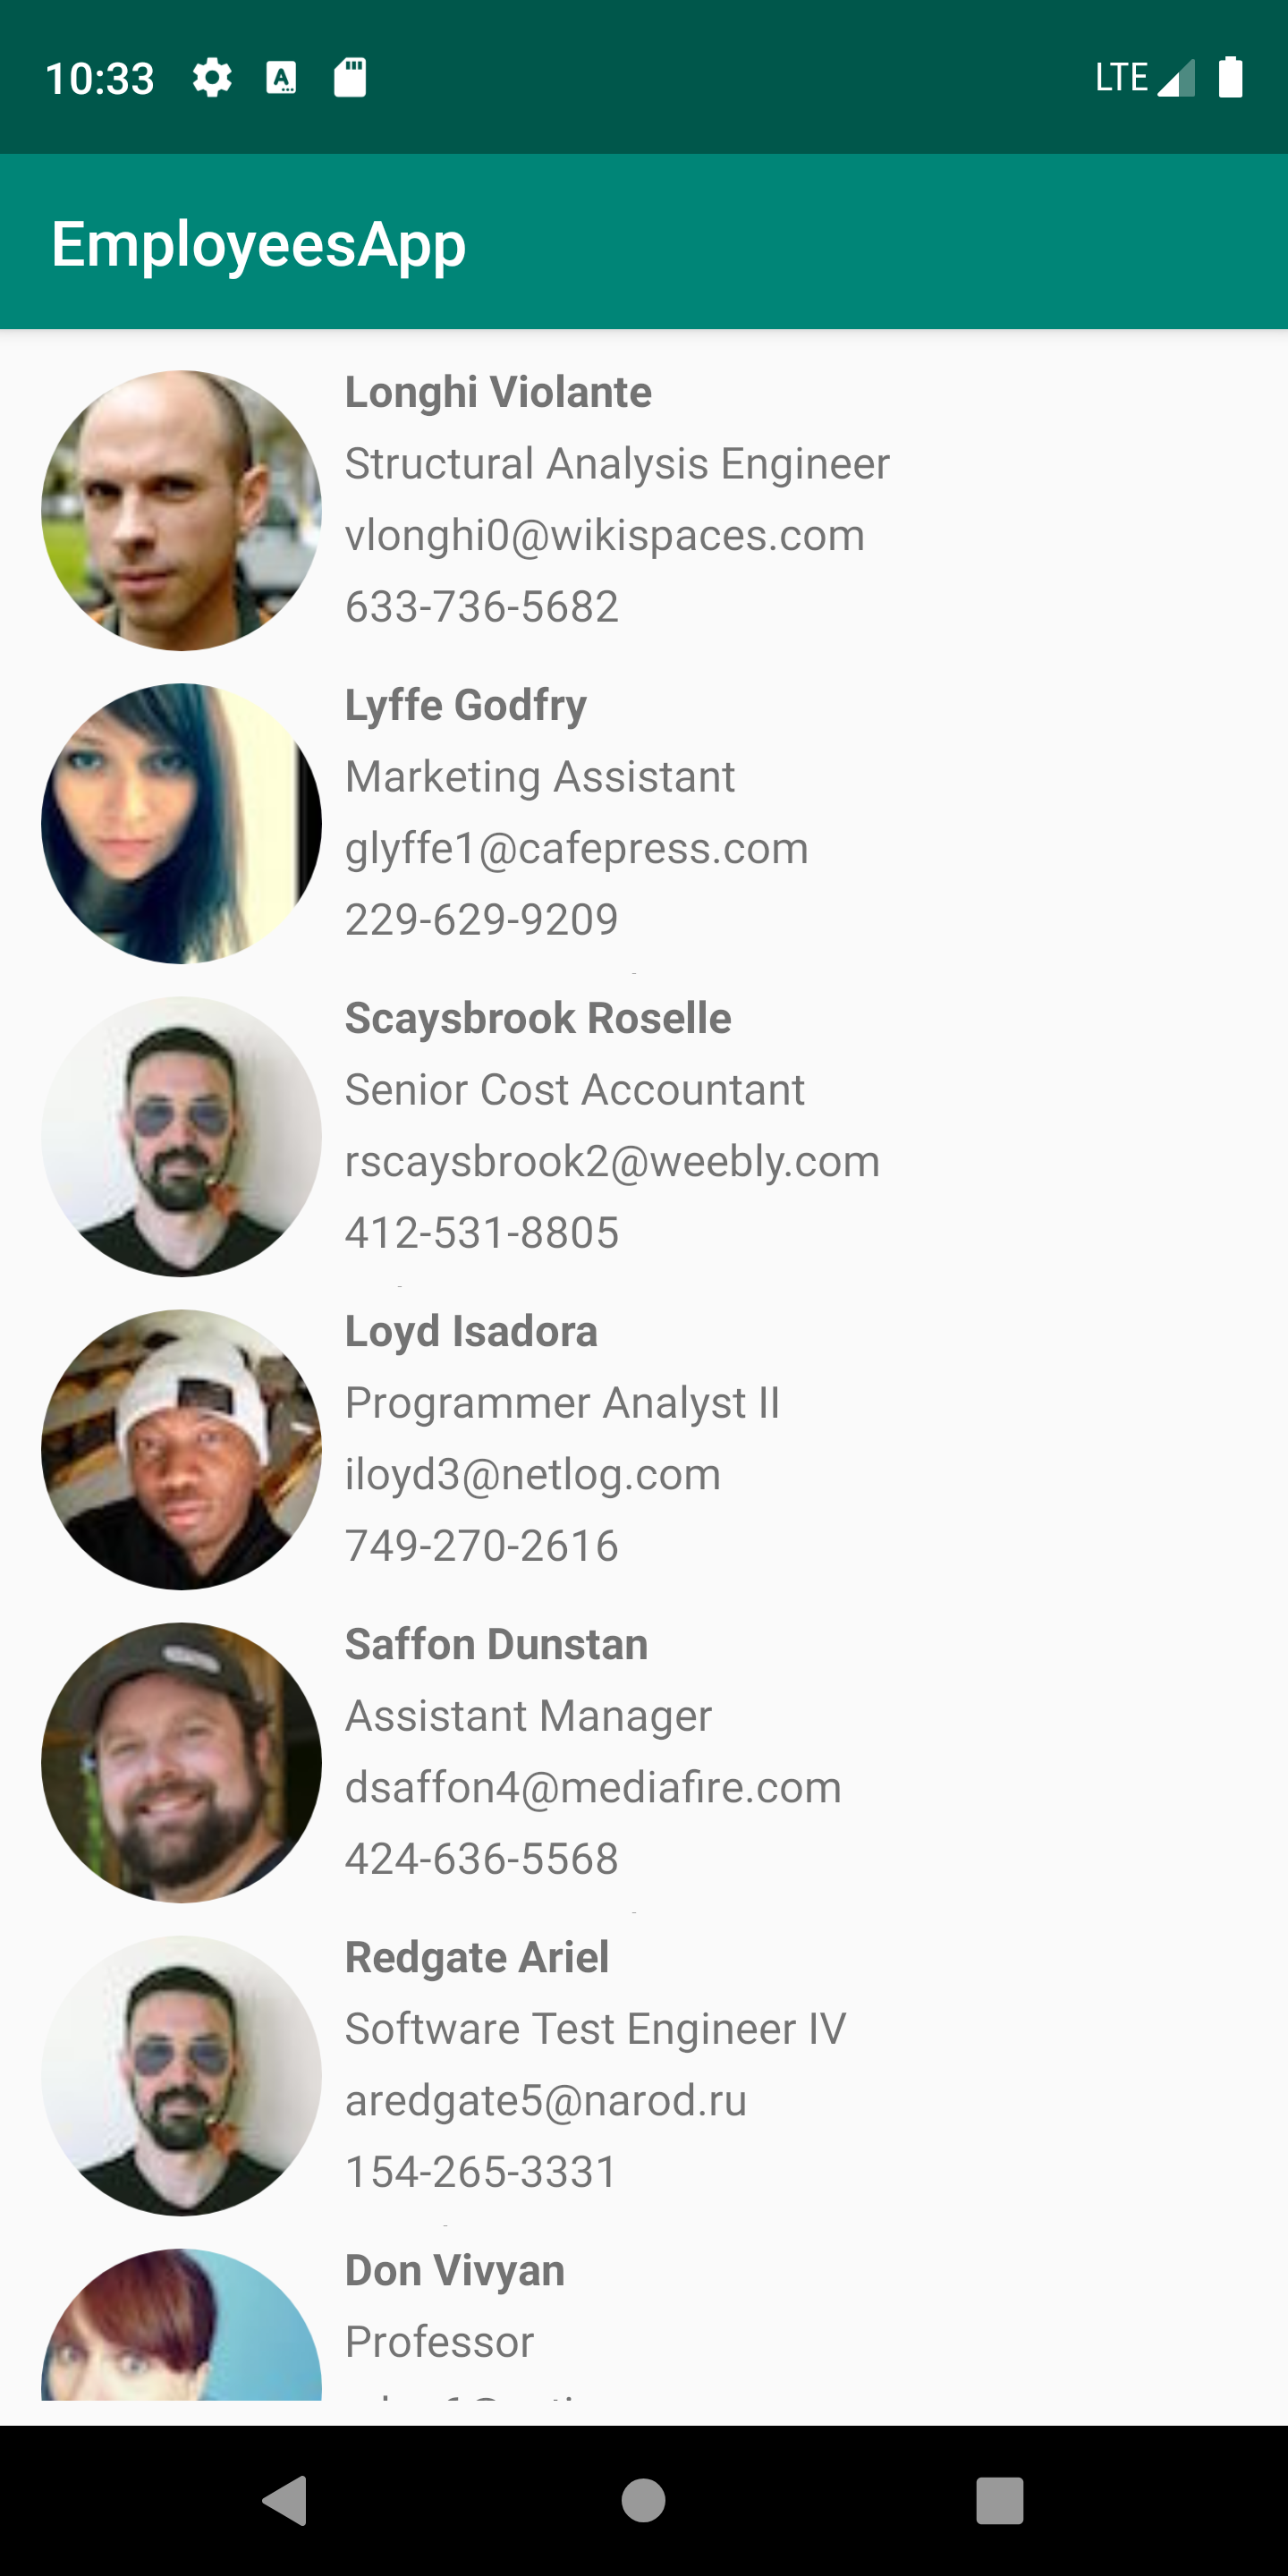 10:33 LTE
EmployeesApp
Longhi Violante
Structural Analysis Engineer
vlonghi0@wikispaces.com
633-736-5682
Lyffe Godfry
Marketing Assistant
glyffe1@cafepress.com
229-629-9209
Scaysbrook Roselle
Senior Cost Accountant
rscaysbrook2@weebly.com
412-531-8805
Loyd Isadora
Programmer Analyst II
iloyd3@netlog.com
749-270-2616
Saffon Dunstan
Assistant Manager
dsaffon4@mediafire.com
424-636-5568
Redgate Ariel
Software Test Engineer IV
aredgate5@narod.ru
154-265-3331
Don Vivyan
Professor